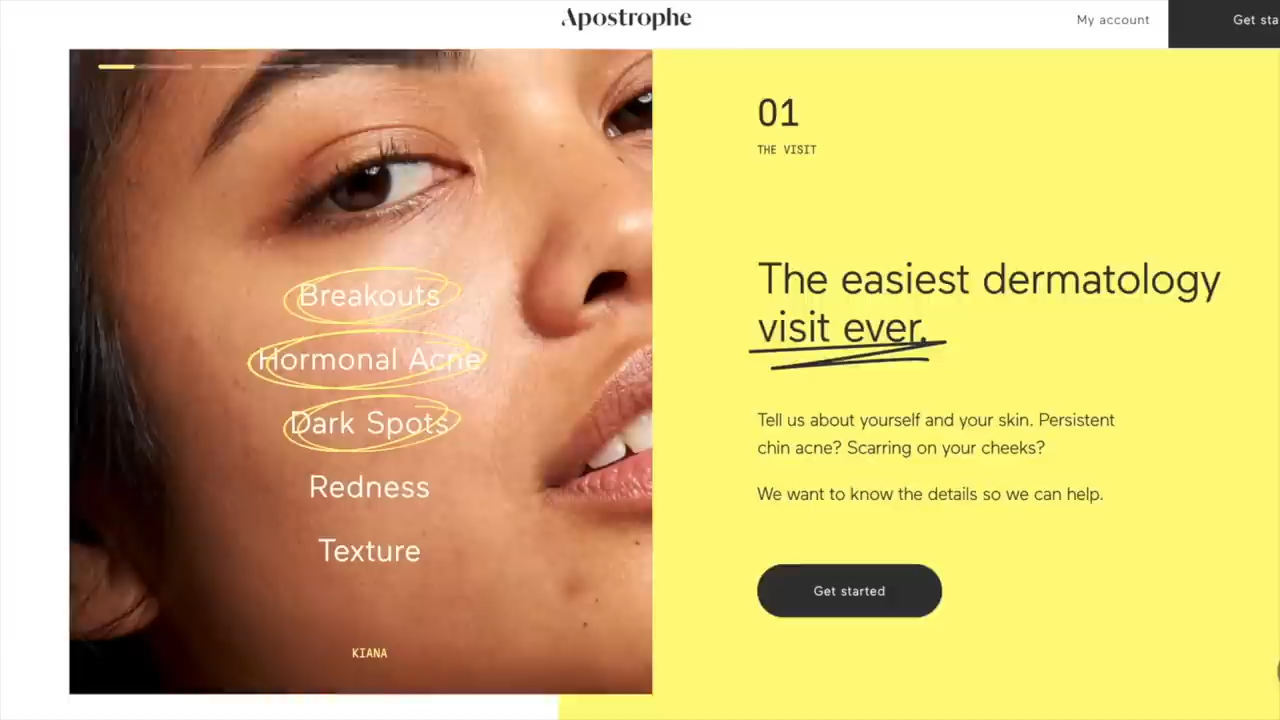 Apostrophe
My account
Get sta
Breakouts
Hormonal Acne
Dark Spots
Redness
Texture
KIANA
01
THE VISIT
The easiest dermatology
visit ever.
Tell us about yourself and your skin. Persistent
chin acne? Scarring on your cheeks?
We want to know the details so we can help.
Get started